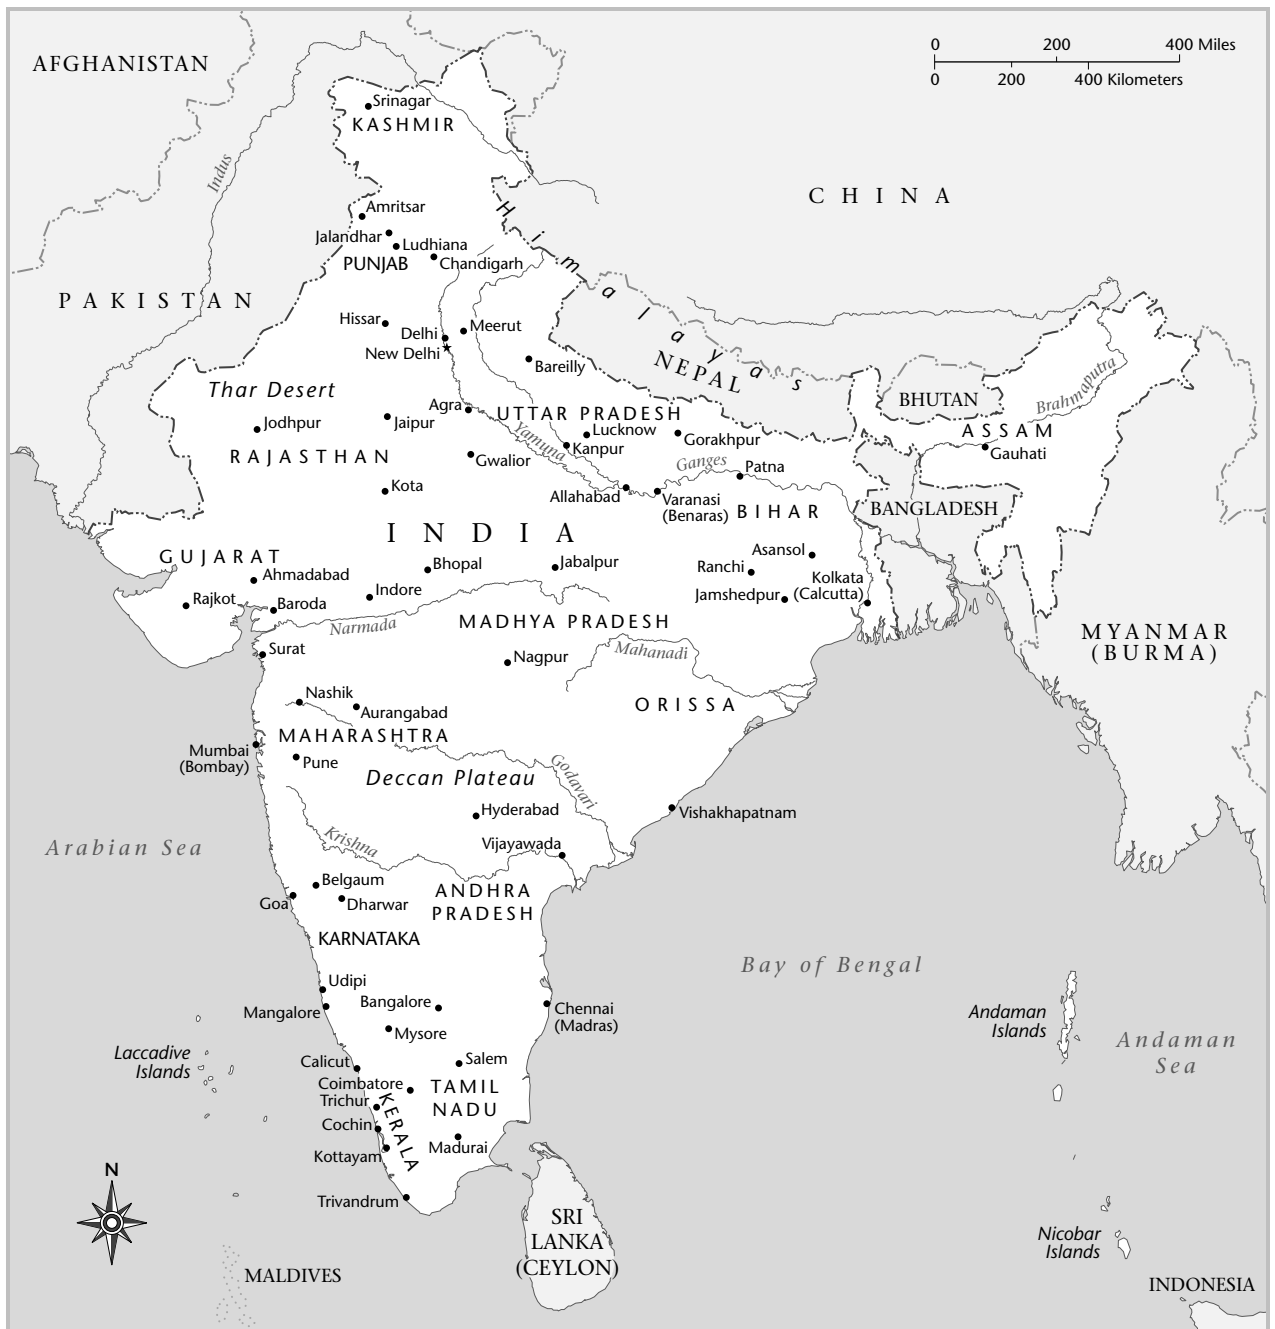 0 200 400 Miles
0 200 400 Kilometers
AFGHANISTAN
Srinagar
KASHMIR
Indus
CHINA
Amritsar
Jalandhar
Ludhiana
PUNJAB
Chandigarh
Himalayas
PAKISTAN
Hissar
Delhi
Meerut
New Delhi
Bareilly
NEPAL
Thar Desert
BHUTAN
Brahmaputra
Agra
UTTAR PRADESH
Jodhpur
Jaipur
Lucknow
Yamuna
Kanpur
Gorakhpur
ASSAM
Gauhati
RAJASTHAN
Gwalior
Ganges
Patna
Kota
Allahabad
Varanasi
(Benaras)
BIHAR
BANGLADESH
INDIA
GUJARAT
Ahmadabad
Bhopal
Jabalpur
Asansol
Ranchi
Kolkata
(Calcutta)
Jamshedpur
Rajkot
Baroda
Indore
Narmada
MADHYA PRADESH
MYANMAR
(BURMA)
Surat
Nagpur
Mahanadi
Nashik
Aurangabad
ORISSA
MAHARASHTRA
Mumbai
(Bombay)
Pune
Deccan Plateau
Godavari
Hyderabad
Vishakhapatnam
Arabian Sea
Krishna
Vijayawada
Belgaum
Goa
Dharwar
ANDHRA
PRADESH
KARNATAKA
Bay of Bengal
Udipi
Mangalore
Bangalore
Chennai
(Madras)
Mysore
Andaman
Islands
Andaman
Sea
Laccadive
Islands
Calicut
Salem
Coimbatore
Trichur
TAMIL
NADU
KERALA
Cochin
Madurai
Kottayam
N
Trivandrum
SRI
LANKA
(CEYLON)
Nicobar
Islands
MALDIVES
INDONESIA